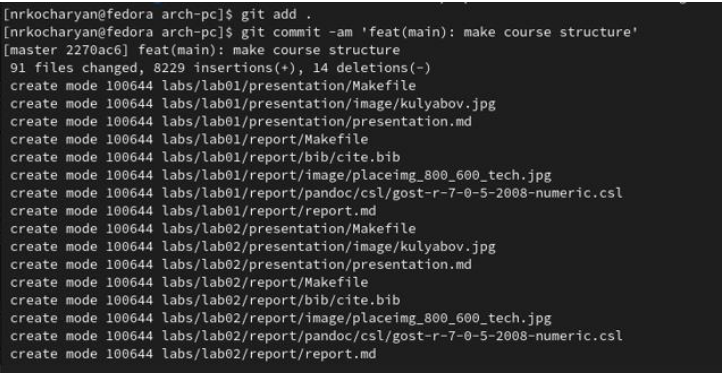 [nrkocharyan@fedora arch-pc]$ git add .
[nrkocharyan@fedora arch-pc]$ git commit -am 'feat(main): make course structure'
[master 2270ac6] feat(main): make course structure
 91 files changed, 8229 insertions(+), 14 deletions(-)
 create mode 100644 labs/lab01/presentation/Makefile
 create mode 100644 labs/lab01/presentation/image/kulyabov.jpg
 create mode 100644 labs/lab01/presentation/presentation.md
 create mode 100644 labs/lab01/report/Makefile
 create mode 100644 labs/lab01/report/bib/cite.bib
 create mode 100644 labs/lab01/report/image/placeimg_800_600_tech.jpg
 create mode 100644 labs/lab01/report/pandoc/csl/gost-r-7-0-5-2008-numeric.csl
 create mode 100644 labs/lab01/report/report.md
 create mode 100644 labs/lab02/presentation/Makefile
 create mode 100644 labs/lab02/presentation/image/kulyabov.jpg
 create mode 100644 labs/lab02/presentation/presentation.md
 create mode 100644 labs/lab02/report/Makefile
 create mode 100644 labs/lab02/report/bib/cite.bib
 create mode 100644 labs/lab02/report/image/placeimg_800_600_tech.jpg
 create mode 100644 labs/lab02/report/pandoc/csl/gost-r-7-0-5-2008-numeric.csl
 create mode 100644 labs/lab02/report/report.md